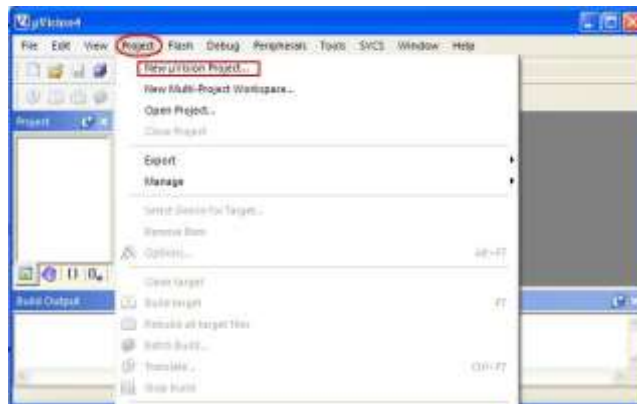 µVision4
File Edit View Project Flash Debug Peripherals Tools SVCS Window Help
New µVision Project...
New Multi-Project Workspace...
Open Project...
Close Project
Project
Export
Manage
Select Device for Target...
Remove Item
Options... Alt+F7
Clean target
Build Output
Build target F7
Rebuild all target files
Batch Build...
Translate... Ctrl+F7
Stop build